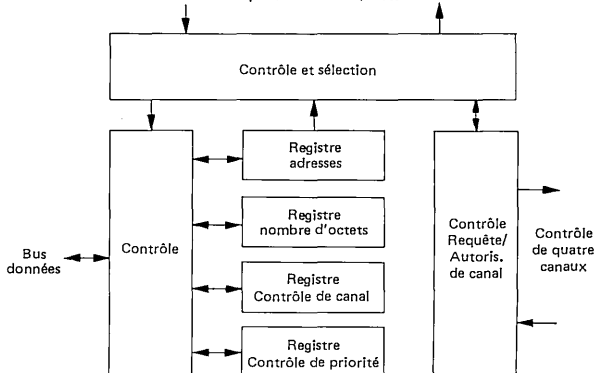 Contrôle et sélection
Registre
adresses
Registre
nombre d'octets
Bus
données
Contrôle
Contrôle
Requête/
Autoris.
de canal
Contrôle
de quatre
canaux
Registre
Contrôle de canal
Registre
Contrôle de priorité